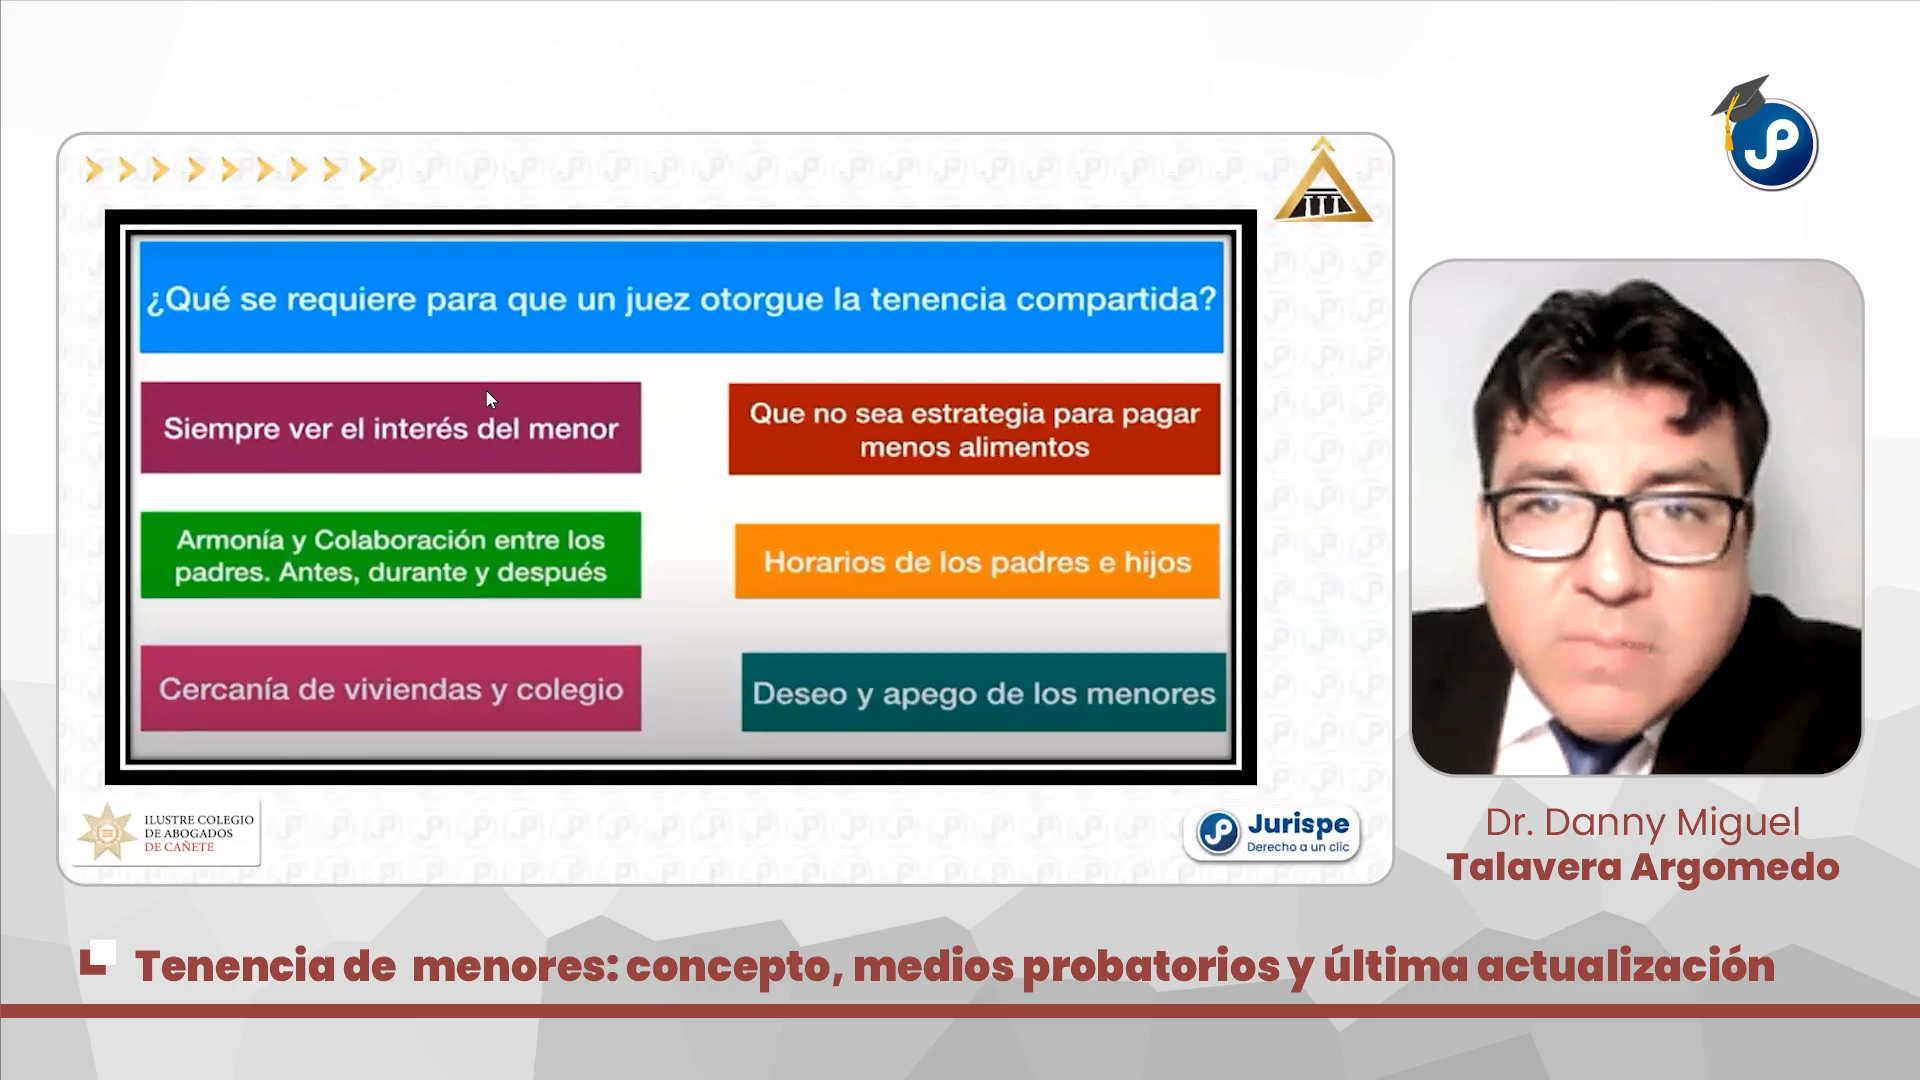 ¿Qué se requiere para que un juez otorgue la tenencia compartida?
Siempre ver el interés del menor
Que no sea estrategia para pagar
menos alimentos
Armonía y Colaboración entre los
padres. Antes, durante y después
Horarios de los padres e hijos
Cercanía de viviendas y colegio
Deseo y apego de los menores
ILUSTRE COLEGIO
DE ABOGADOS
DE CAÑETE
Jurispe
Derecho a un clic
JP
Dr. Danny Miguel
Talavera Argomedo
Tenencia de menores: concepto, medios probatorios y última actualización